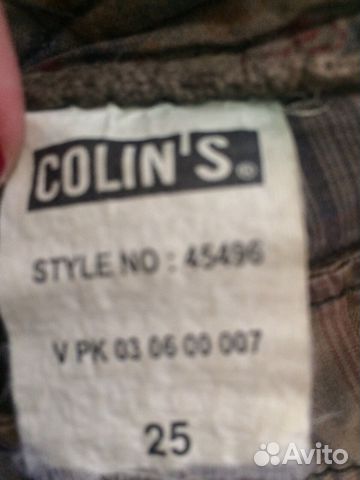 COLIN'S®
STYLE NO : 45496
V PK 03 06 00 007
25
Avito